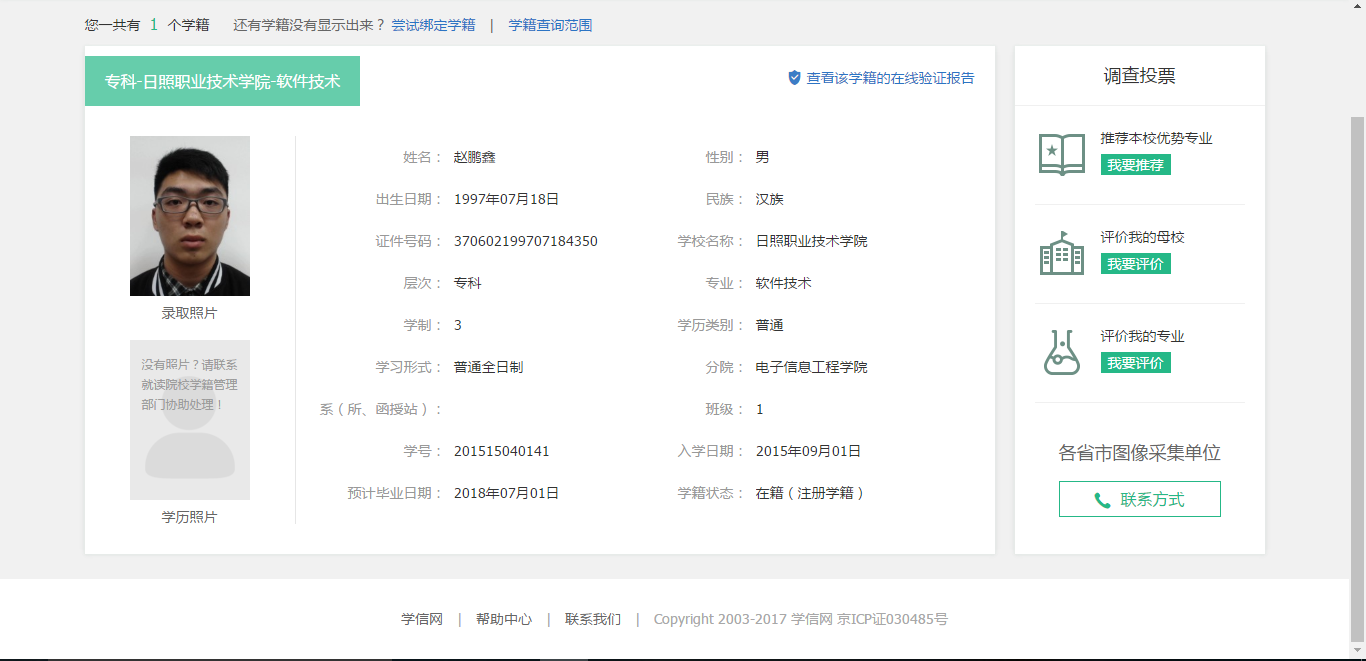 您一共有 1 个学籍 还有学籍没有显示出来？ 尝试绑定学籍 | 学籍查询范围
专科-日照职业技术学院-软件技术
查看该学籍的在线验证报告
录取照片
没有照片？请联系
就读院校学籍管理
部门协助处理！
学历照片
姓名： 赵鹏鑫 性别： 男
出生日期： 1997年07月18日 民族： 汉族
证件号码： 370602199707184350 学校名称： 日照职业技术学院
层次： 专科 专业： 软件技术
学制： 3 学历类别： 普通
学习形式： 普通全日制 分院： 电子信息工程学院
系（所、函授站）： 班级： 1
学号： 201515040141 入学日期： 2015年09月01日
预计毕业日期： 2018年07月01日 学籍状态： 在籍（注册学籍）
调查投票
推荐本校优势专业
我要推荐
评价我的母校
我要评价
评价我的专业
我要评价
各省市图像采集单位
联系方式
学信网 | 帮助中心 | 联系我们 | Copyright 2003-2017 学信网 京ICP证030485号